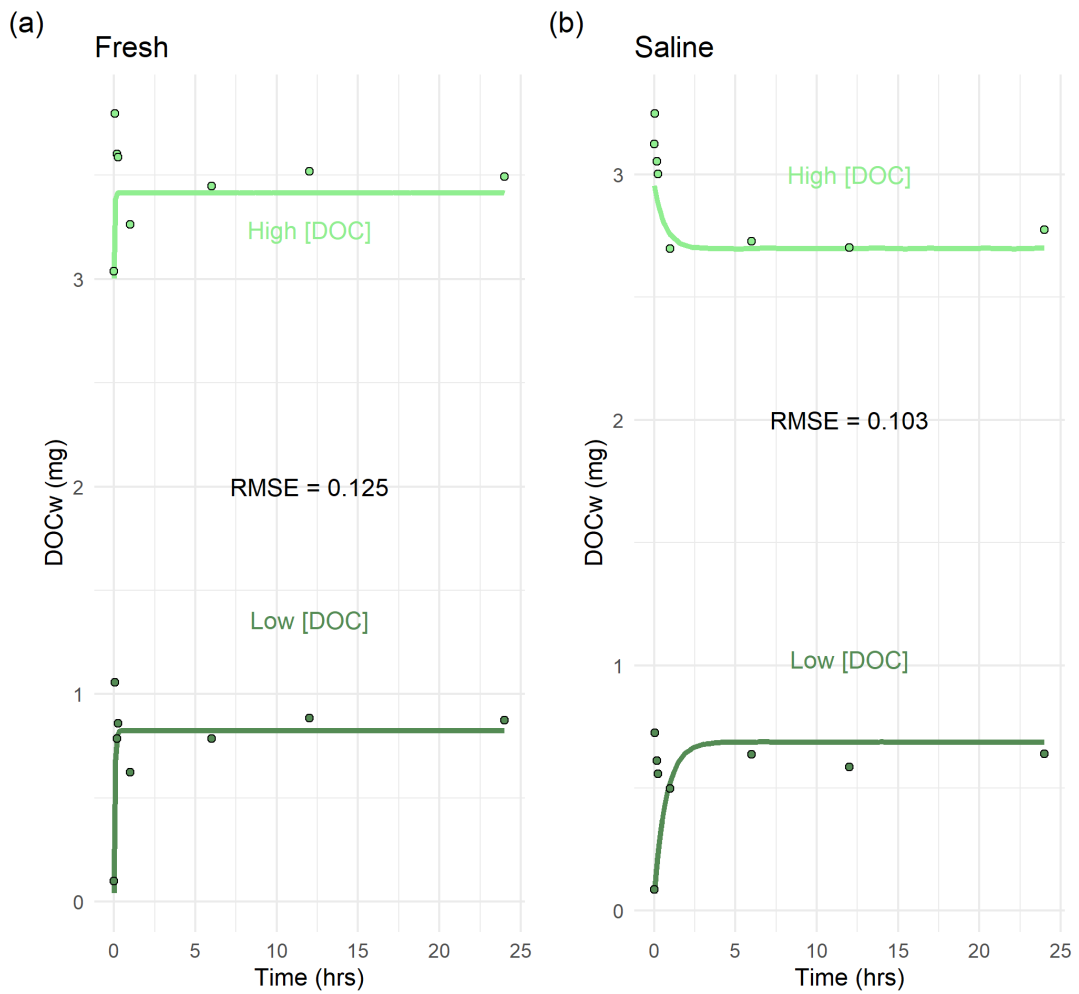 (a)
Fresh
High [DOC]
RMSE = 0.125
Low [DOC]
DOCw (mg)
3
2
1
0
0 5 10 15 20 25
Time (hrs)
(b)
Saline
High [DOC]
RMSE = 0.103
Low [DOC]
DOCw (mg)
3
2
1
0
0 5 10 15 20 25
Time (hrs)